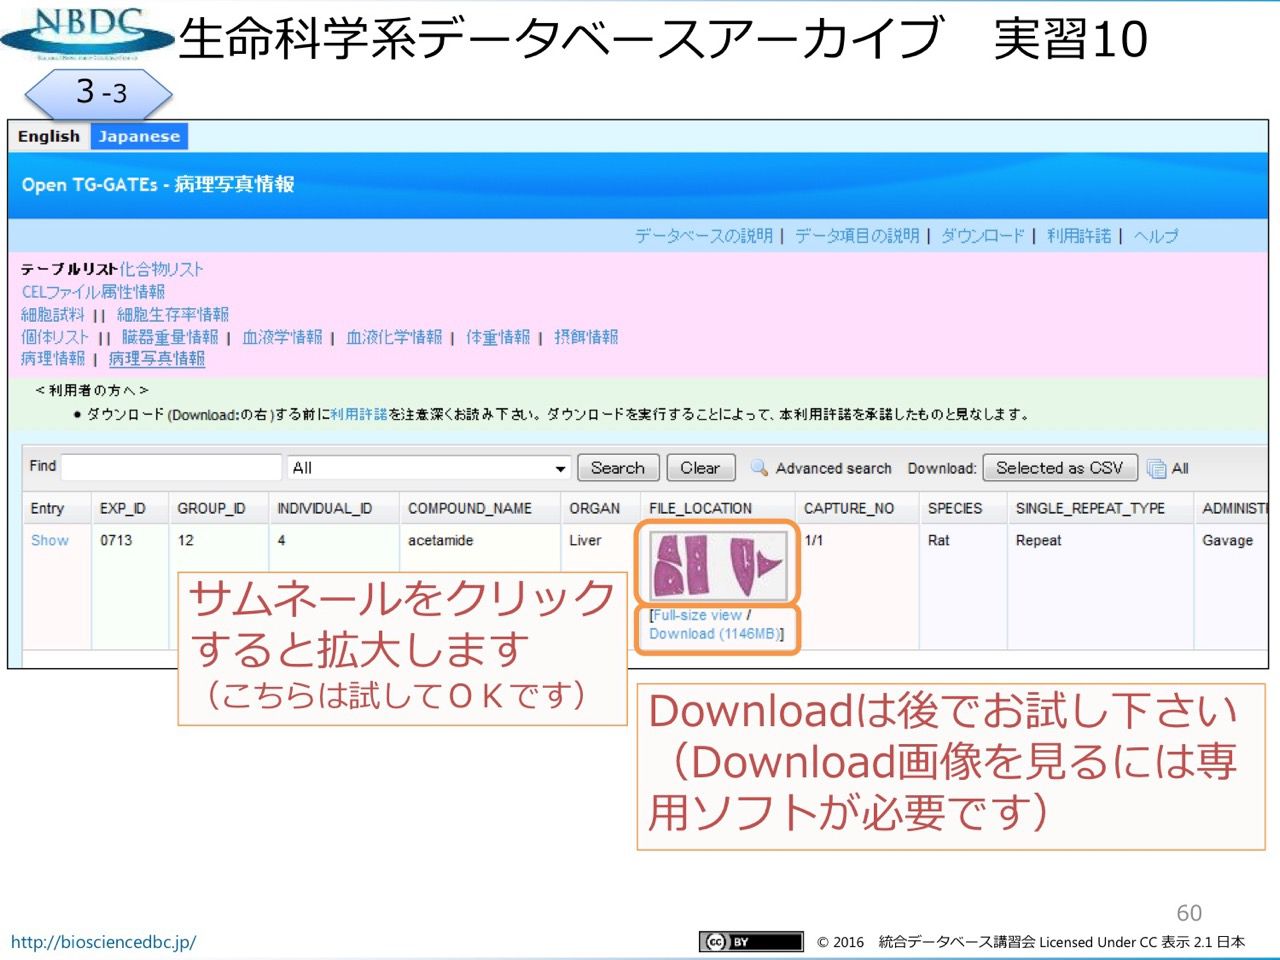 NBDC
生命科学系データベースアーカイブ　実習10
３-3
English Japanese
Open TG-GATEs - 病理写真情報
データベースの説明 | データ項目の説明 | ダウンロード | 利用許諾 | ヘルプ
テーブルリスト化合物リスト
CELファイル属性情報
細胞試料 || 細胞生存率情報
個体リスト || 臓器重量情報 | 血液学情報 | 血液化学情報 | 体重情報 | 摂餌情報
病理情報 | 病理写真情報
＜利用者の方へ＞
● ダウンロード(Download:の右)する前に利用許諾を注意深くお読み下さい。ダウンロードを実行することによって、本利用許諾を承諾したものと見なします。
Find All Search Clear Advanced search Download: Selected as CSV All
Entry EXP_ID GROUP_ID INDIVIDUAL_ID COMPOUND_NAME ORGAN FILE_LOCATION CAPTURE_NO SPECIES SINGLE_REPEAT_TYPE ADMINISTI
Show 0713 12 4 acetamide Liver 1/1 Rat Repeat Gavage
[Full-size view /
Download (1146MB)]
サムネールをクリック
すると拡大します
（こちらは試してＯＫです）
Downloadは後でお試し下さい
（Download画像を見るには専
用ソフトが必要です）
60
http://biosciencedbc.jp/
cc BY
© 2016　統合データベース講習会 Licensed Under CC 表示 2.1 日本